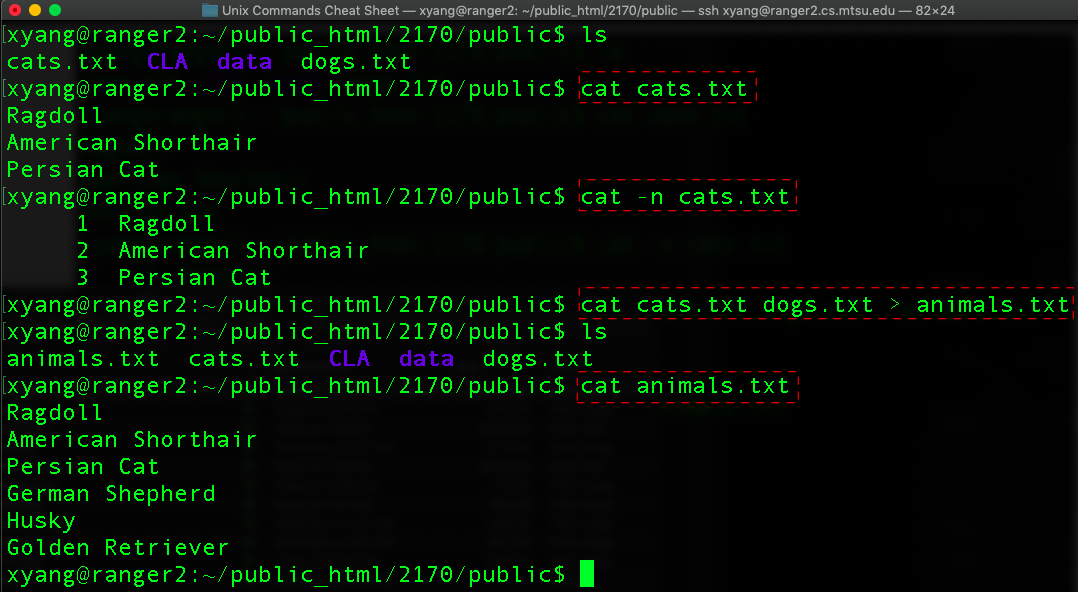 Unix Commands Cheat Sheet — xyang@ranger2: ~/public_html/2170/public — ssh xyang@ranger2.cs.mtsu.edu — 82×24
[xyang@ranger2:~/public_html/2170/public$ ls
cats.txt  CLA  data  dogs.txt
[xyang@ranger2:~/public_html/2170/public$ cat cats.txt
Ragdoll
American Shorthair
Persian Cat
[xyang@ranger2:~/public_html/2170/public$ cat -n cats.txt
     1  Ragdoll
     2  American Shorthair
     3  Persian Cat
[xyang@ranger2:~/public_html/2170/public$ cat cats.txt dogs.txt > animals.txt
[xyang@ranger2:~/public_html/2170/public$ ls
animals.txt  cats.txt  CLA  data  dogs.txt
[xyang@ranger2:~/public_html/2170/public$ cat animals.txt
Ragdoll
American Shorthair
Persian Cat
German Shepherd
Husky
Golden Retriever
xyang@ranger2:~/public_html/2170/public$